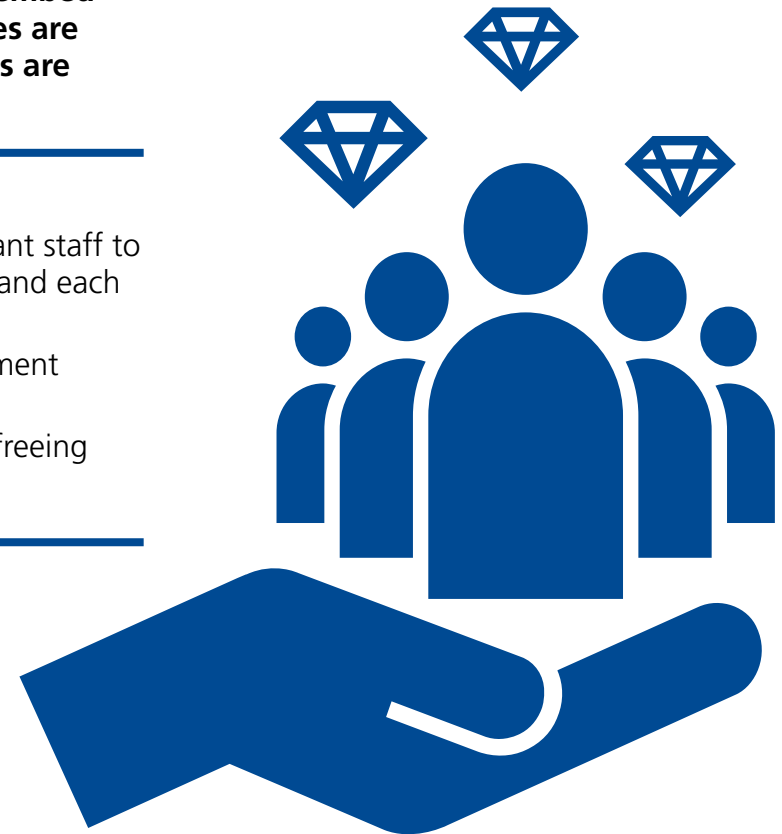 es are
s are
ant staff to
and each
ment
freeing